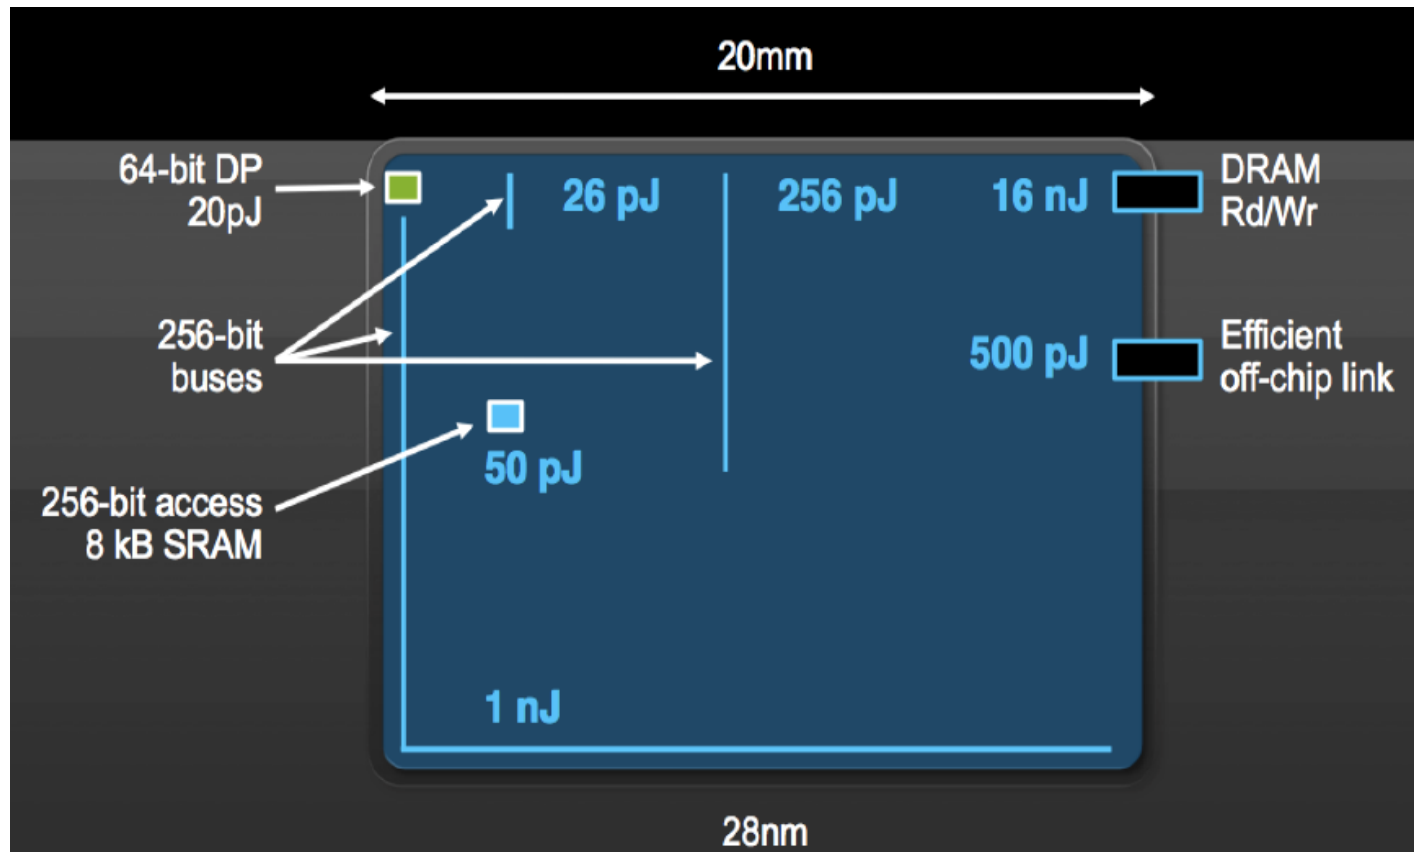 20mm
64-bit DP
20pJ
26 pJ
256 pJ
16 nJ
DRAM
Rd/Wr
256-bit
buses
500 pJ
Efficient
off-chip link
50 pJ
256-bit access
8 kB SRAM
1 nJ
28nm